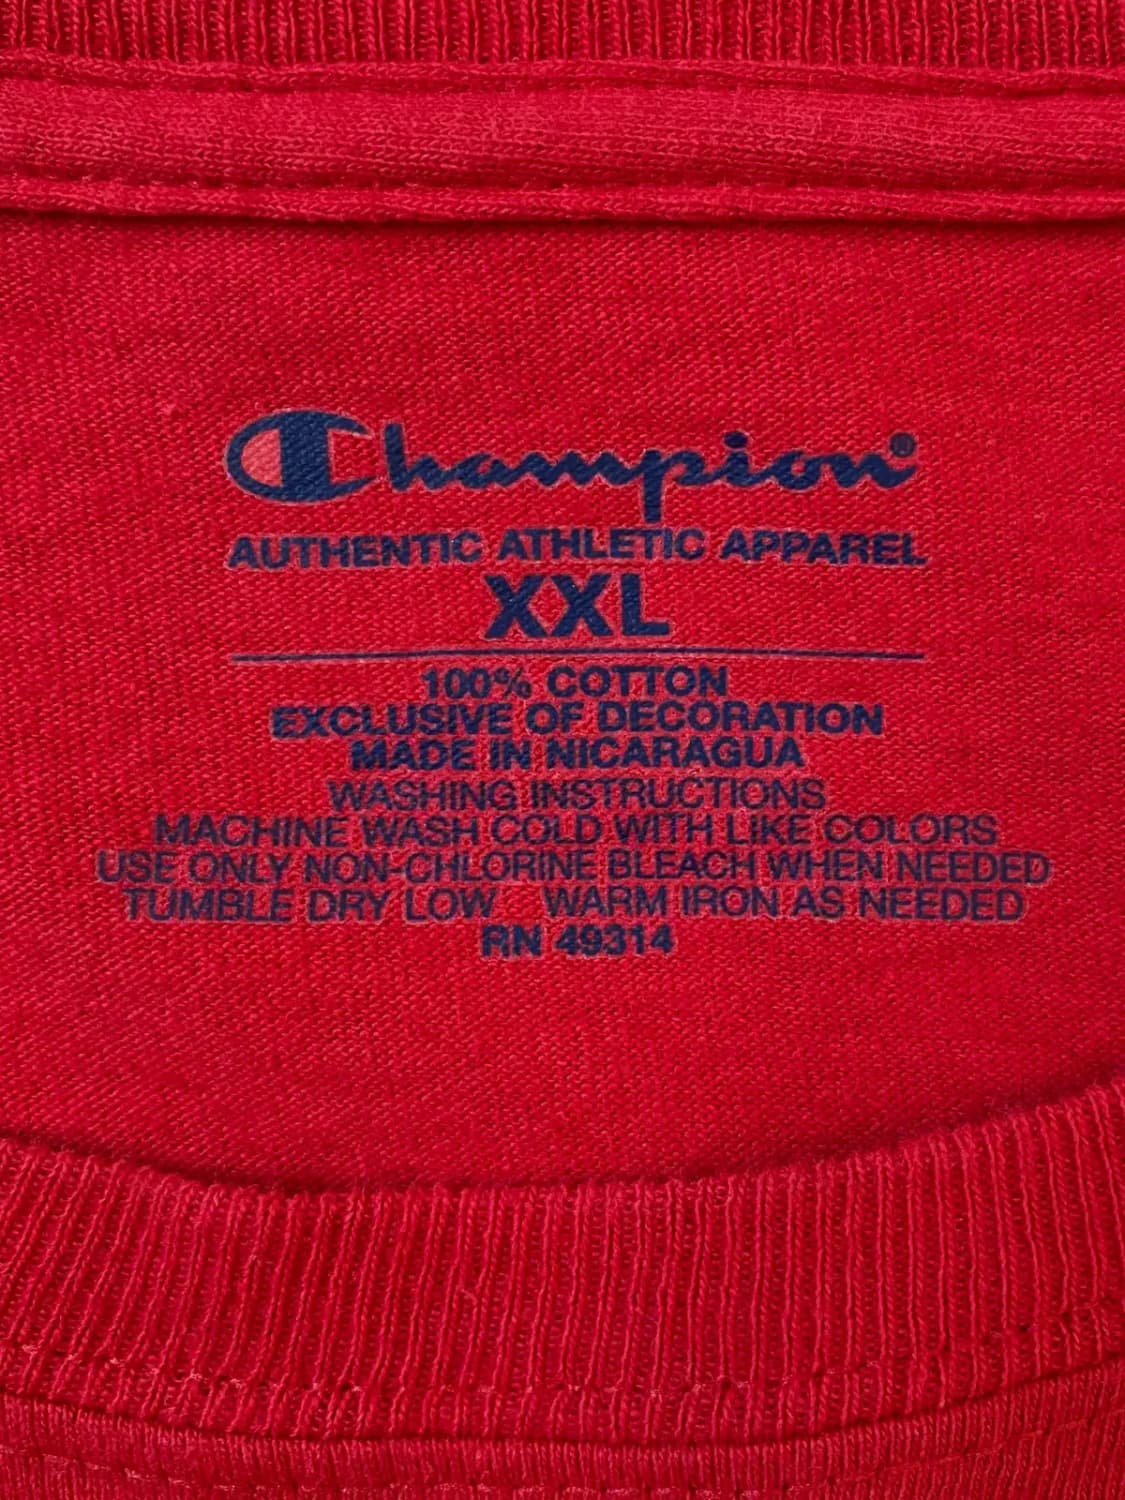 Champion®
AUTHENTIC ATHLETIC APPAREL
XXL
100% COTTON
EXCLUSIVE OF DECORATION
MADE IN NICARAGUA
WASHING INSTRUCTIONS
MACHINE WASH COLD WITH LIKE COLORS
USE ONLY NON-CHLORINE BLEACH WHEN NEEDED
TUMBLE DRY LOW WARM IRON AS NEEDED
RN 49314